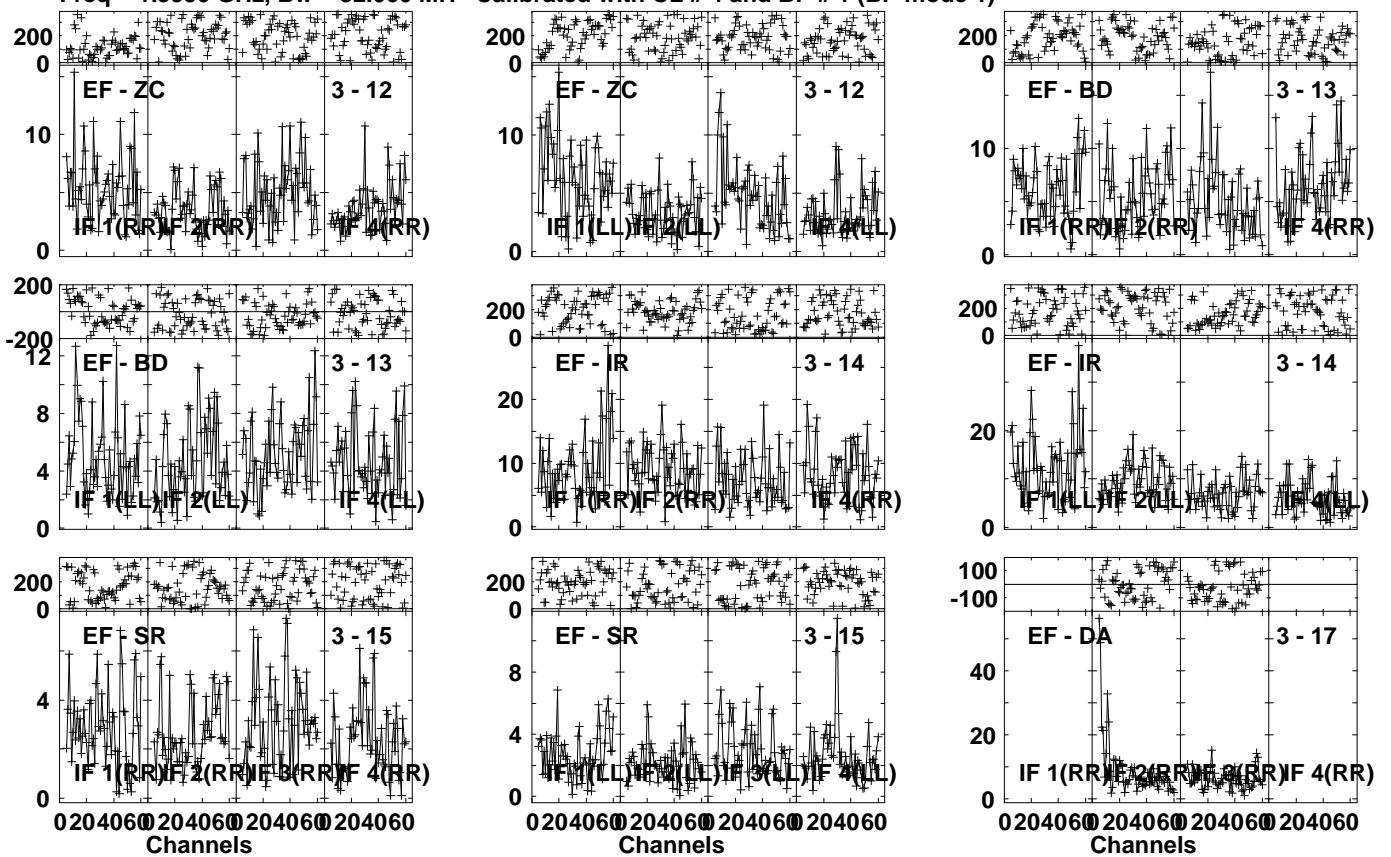 200
0
EF - ZC 3 - 12
10
IF 1(RR) IF 2(RR) IF 4(RR)
0
EF - ZC 3 - 12
10
IF 1(LL) IF 2(LL) IF 4(LL)
0
200
0
EF - BD 3 - 13
10
IF 1(RR) IF 2(RR) IF 4(RR)
0
200
-200
12
EF - BD 3 - 13
8
4
IF 1(LL) IF 2(LL) IF 4(LL)
0
200
0
EF - IR 3 - 14
20
10
IF 1(RR) IF 2(RR) IF 4(RR)
0
200
0
EF - IR 3 - 14
20
IF 1(LL) IF 2(LL) IF 4(LL)
0
200
0
EF - SR 3 - 15
4
IF 1(RR) IF 2(RR) IF 3(RR) IF 4(RR)
0
0 20 40 60 0 20 40 60 0 20 40 60 0 20 40 60
Channels
200
0
EF - SR 3 - 15
8
4
IF 1(LL) IF 2(LL) IF 3(LL) IF 4(LL)
0
0 20 40 60 0 20 40 60 0 20 40 60 0 20 40 60
Channels
100
-100
EF - DA 3 - 17
40
20
IF 1(RR) IF 2(RR) IF 3(RR) IF 4(RR)
0
0 20 40 60 0 20 40 60 0 20 40 60 0 20 40 60
Channels